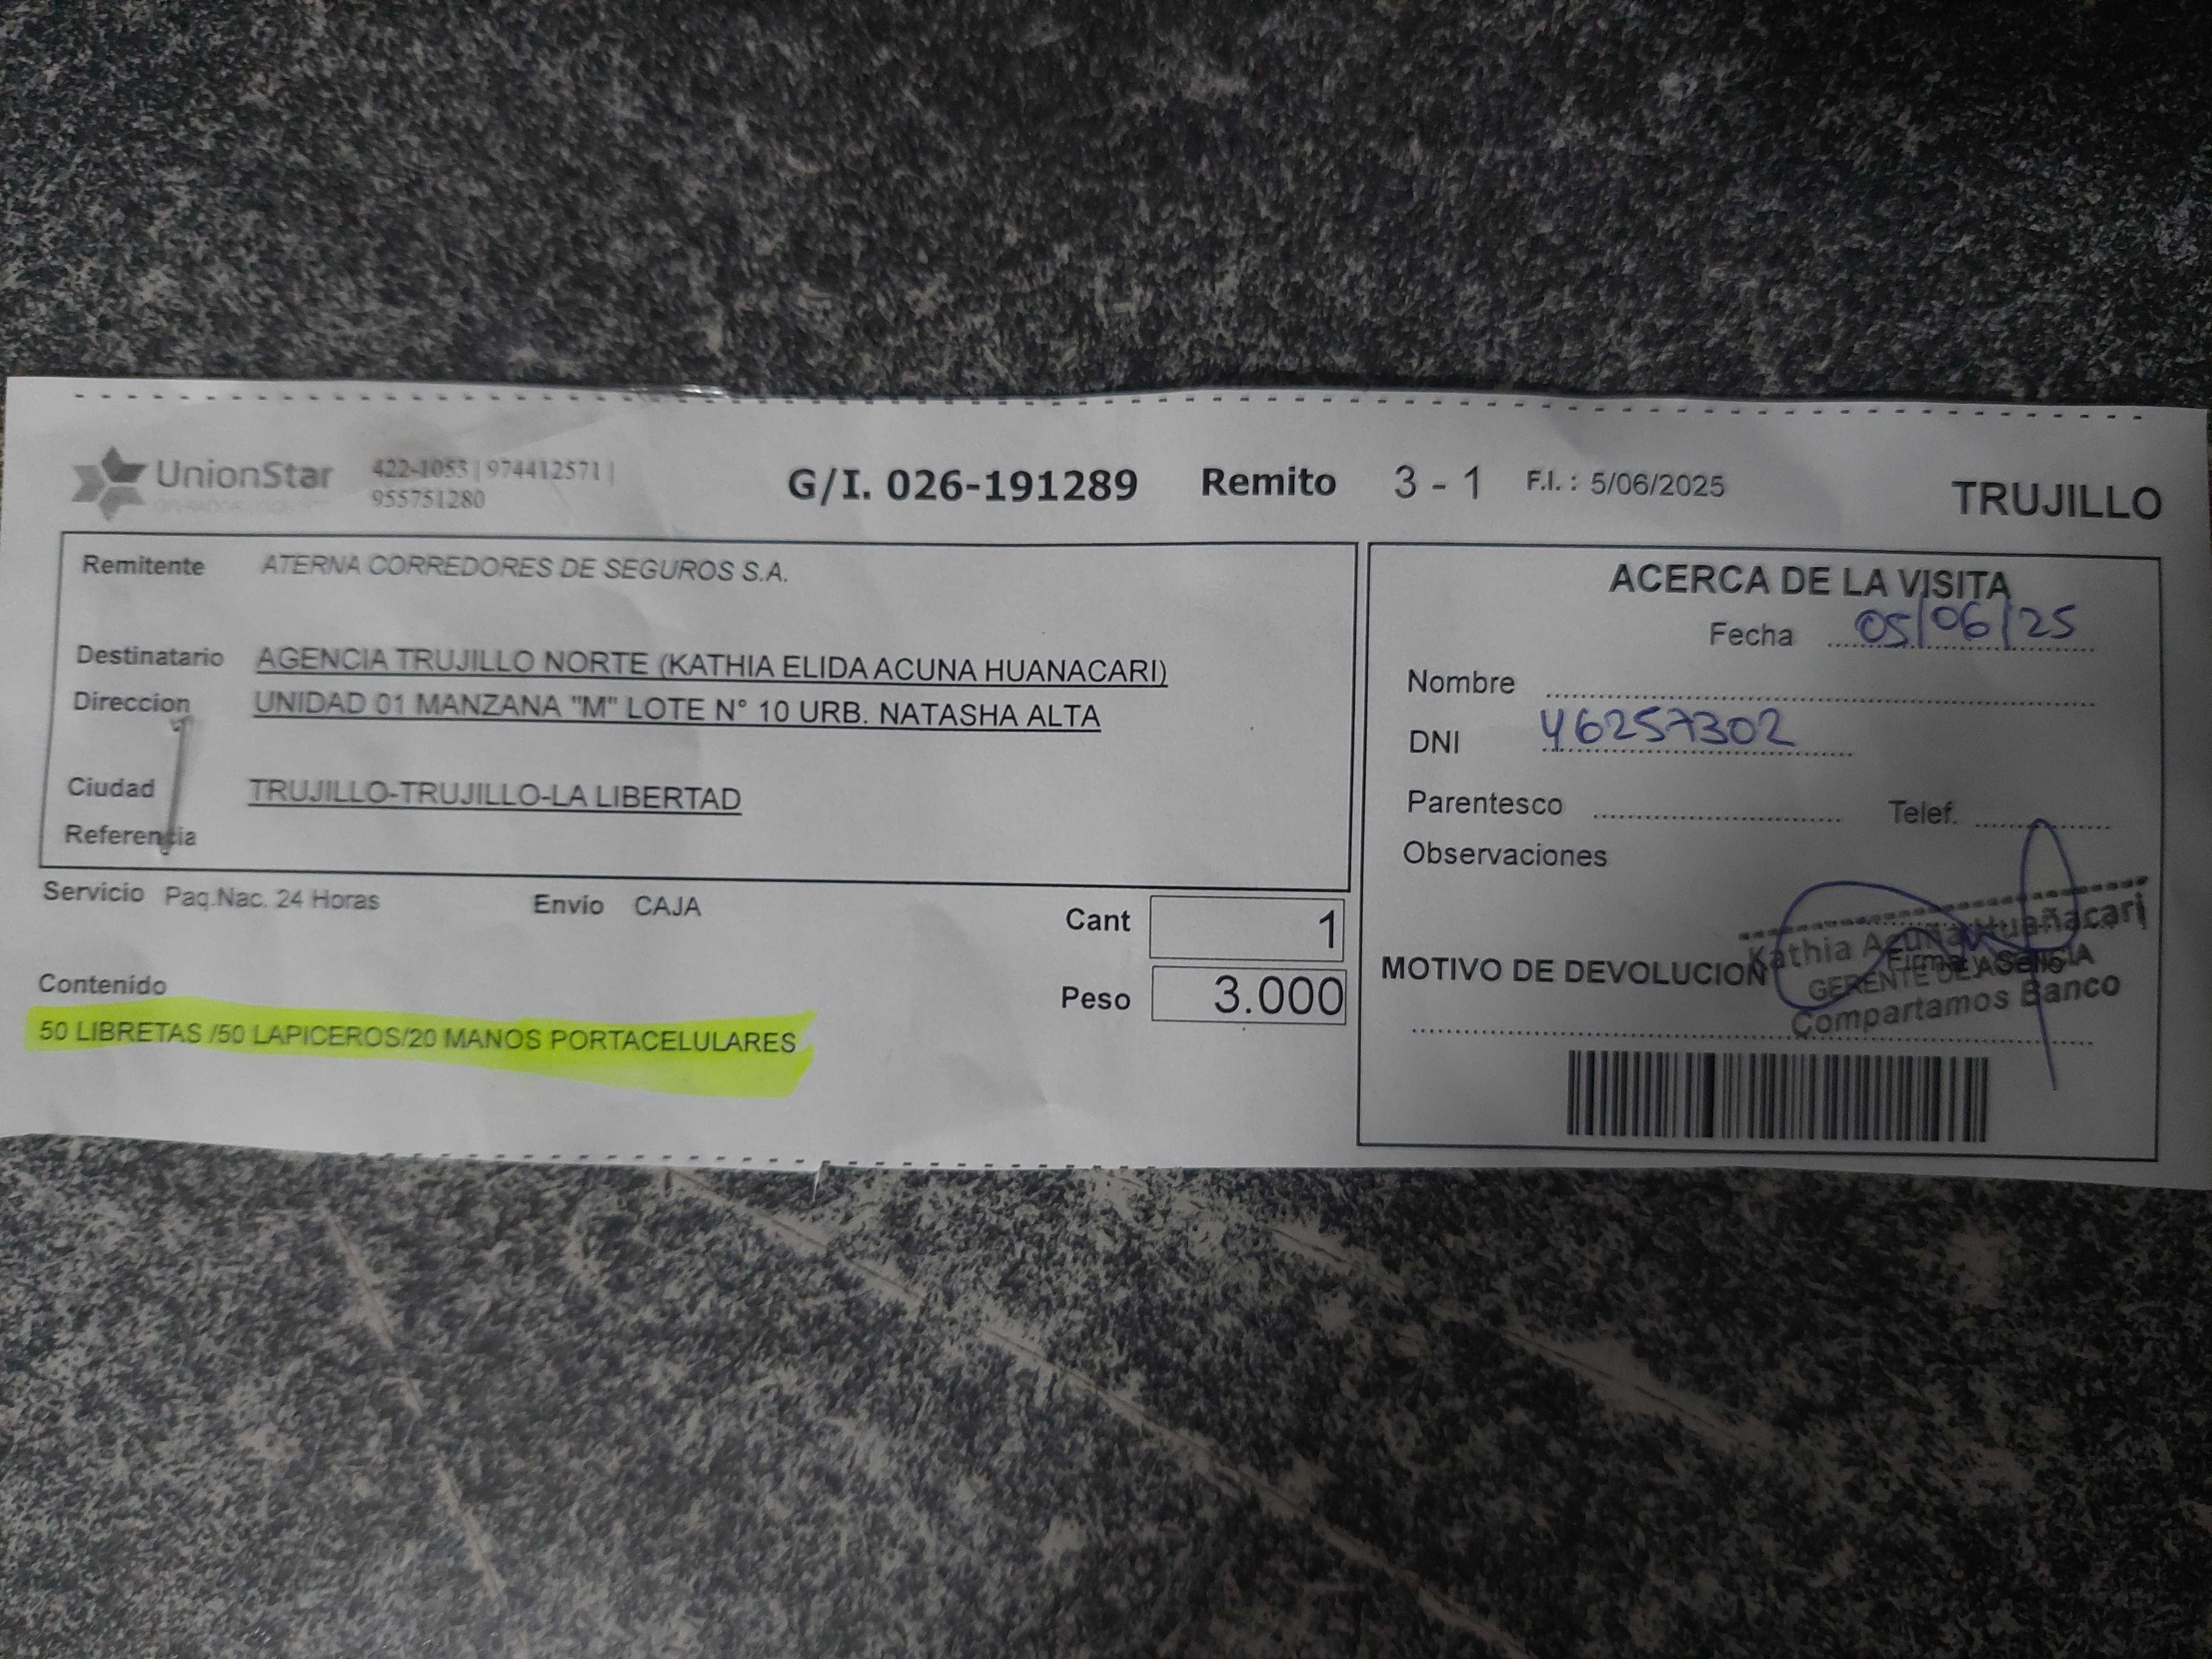 UnionStar
422-1053 | 974412571 |
955751280
G/I. 026-191289 Remito 3 - 1 F.I. : 5/06/2025
TRUJILLO
Remitente ATERNA CORREDORES DE SEGUROS S.A.
Destinatario AGENCIA TRUJILLO NORTE (KATHIA ELIDA ACUNA HUANACARI)
Direccion UNIDAD 01 MANZANA "M" LOTE N° 10 URB. NATASHA ALTA
Ciudad TRUJILLO-TRUJILLO-LA LIBERTAD
Referencia
Servicio Paq.Nac. 24 Horas Envío CAJA
Cant 1
Peso 3.000
Contenido
50 LIBRETAS /50 LAPICEROS/20 MANOS PORTACELULARES
ACERCA DE LA VISITA
Fecha 05/06/25
Nombre
DNI 46257302
Parentesco Telef.
Observaciones
MOTIVO DE DEVOLUCION
Kathia Acuña Huañacari
GERENTE DE AGENCIA
Compartamos Banco